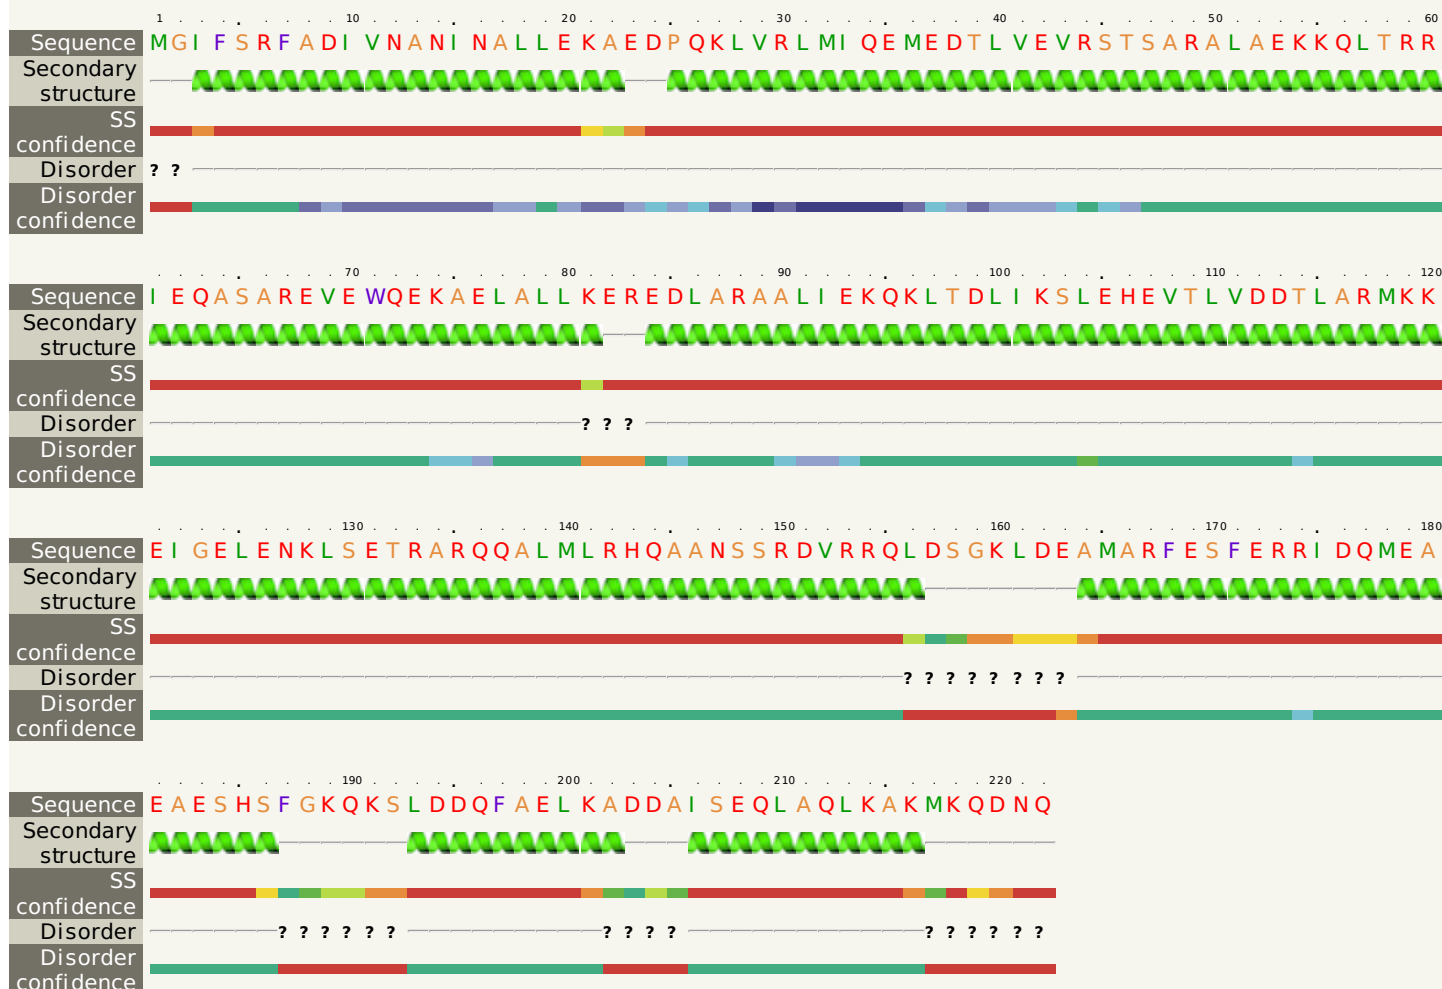 1 10 20 30 40 50 60
Sequence MGIFSRFADIVNANINALLEKAEDPQKLVRLMIQEMEDTLVEVRSTSARALAEKKQLTRR
Secondary
structure
SS
confidence
Disorder ? ?
Disorder
confidence
70 80 90 100 110 120
Sequence IEQASAREVEWQEKAELALLKEREDLARAALIEKQKLTDLIKSLEHEVTLVDDTLARMKK
Secondary
structure
SS
confidence
Disorder ? ? ?
Disorder
confidence
130 140 150 160 170 180
Sequence EIGELENKLSETRARQQALMLRHQAANSSRDVRRQLDSGKLDEAMARFESFERRIDQMEA
Secondary
structure
SS
confidence
Disorder ? ? ? ? ? ? ? ?
Disorder
confidence
190 200 210 220
Sequence EAESHSFGKQKSLDDQFAELKADDAISEQLAQLKAKMKQDNQ
Secondary
structure
SS
confidence
Disorder ? ? ? ? ? ? ? ? ? ? ? ? ? ? ? ?
Disorder
confidence